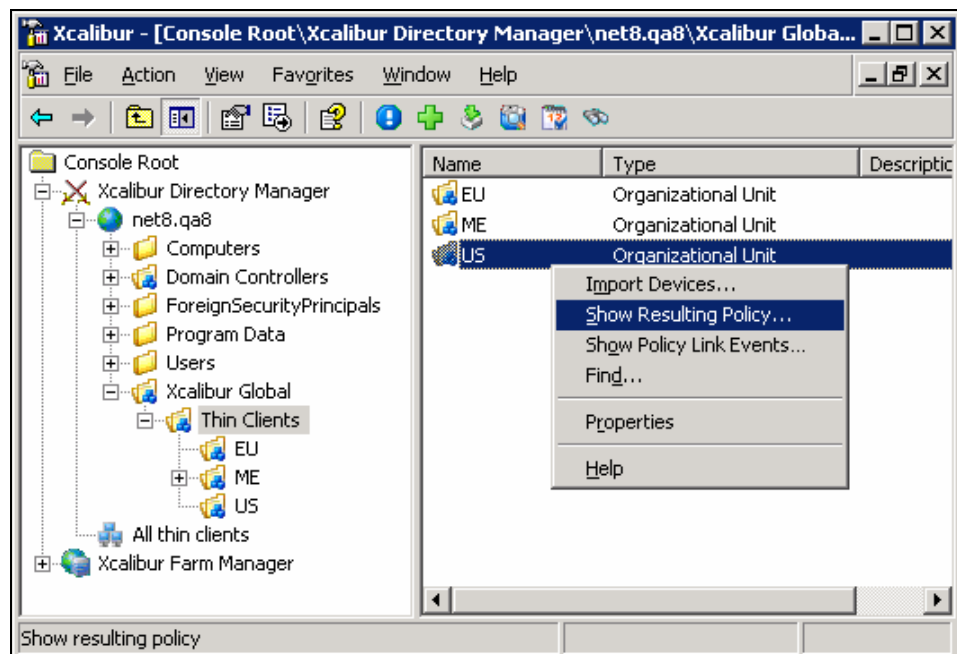 Xcalibur - [Console Root\Xcalibur Directory Manager\net8.qa8\Xcalibur Globa...
File Action View Favorites Window Help
12
Console Root
Xcalibur Directory Manager
net8.qa8
Computers
Domain Controllers
ForeignSecurityPrincipals
Program Data
Users
Xcalibur Global
Thin Clients
EU
ME
US
All thin clients
Xcalibur Farm Manager
Name Type Descriptic
EU Organizational Unit
ME Organizational Unit
US Organizational Unit
Import Devices...
Show Resulting Policy...
Show Policy Link Events...
Find...
Properties
Help
Show resulting policy